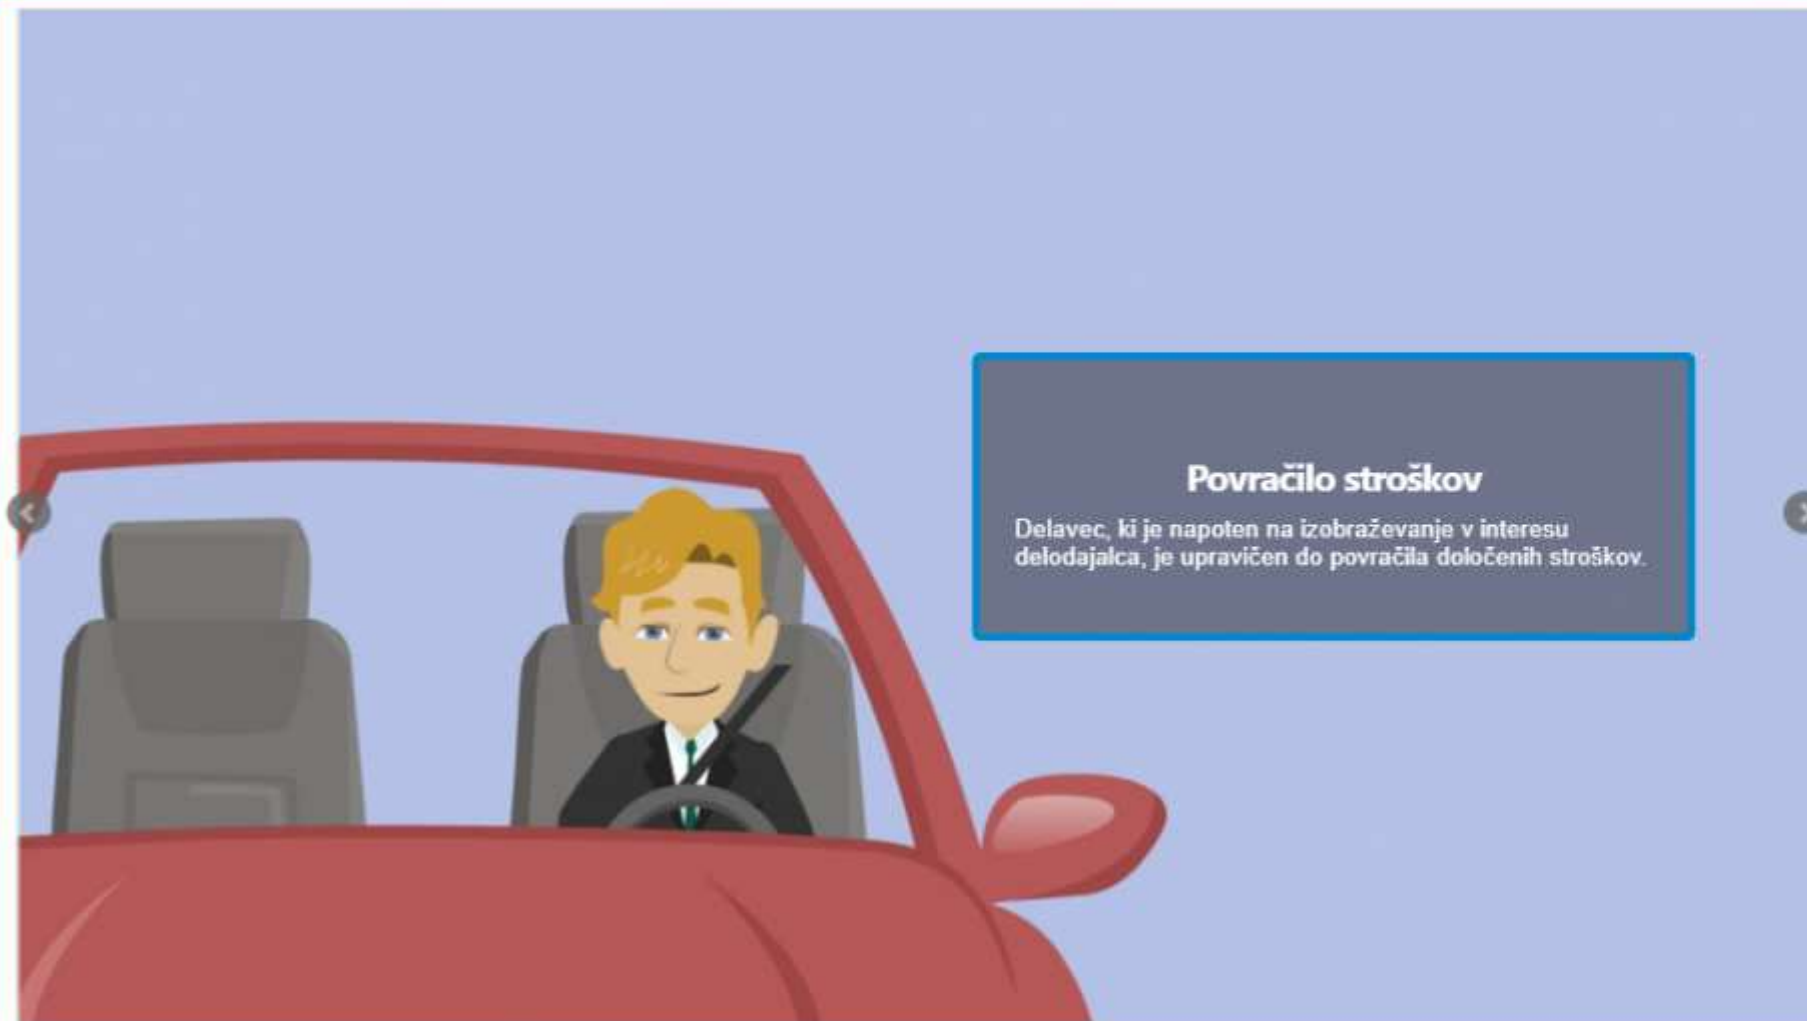 Povračilo stroškov
Delavec, ki je napoten na izobraževanje v interesu
delodajalca, je upravičen do povračila določenih stroškov.